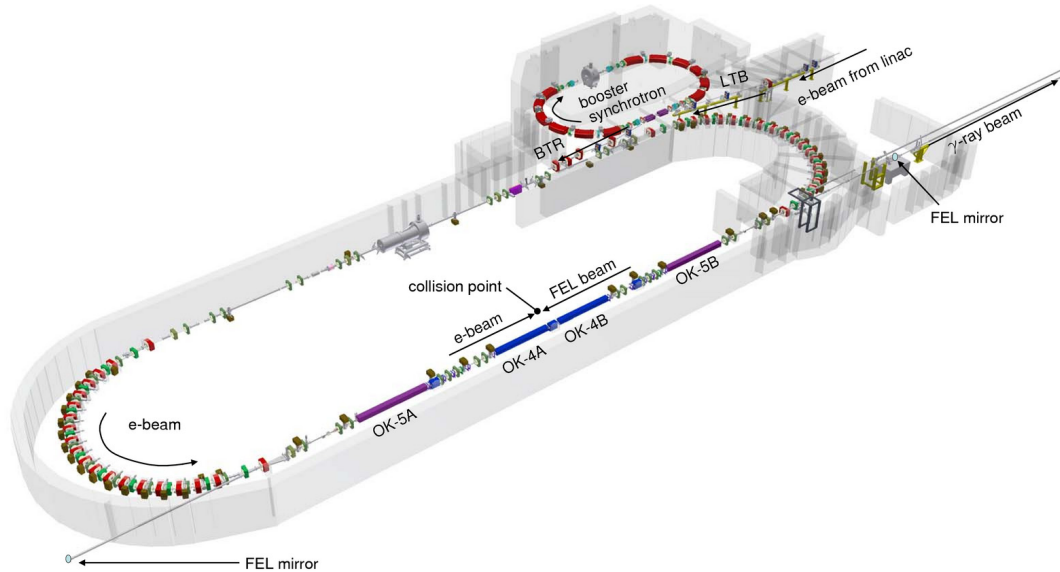 LTB
e-beam from linac
booster
synchrotron
γ-ray beam
BTR
FEL mirror
OK-5B
FEL beam
collision point
e-beam
OK-4B
OK-4A
OK-5A
e-beam
FEL mirror